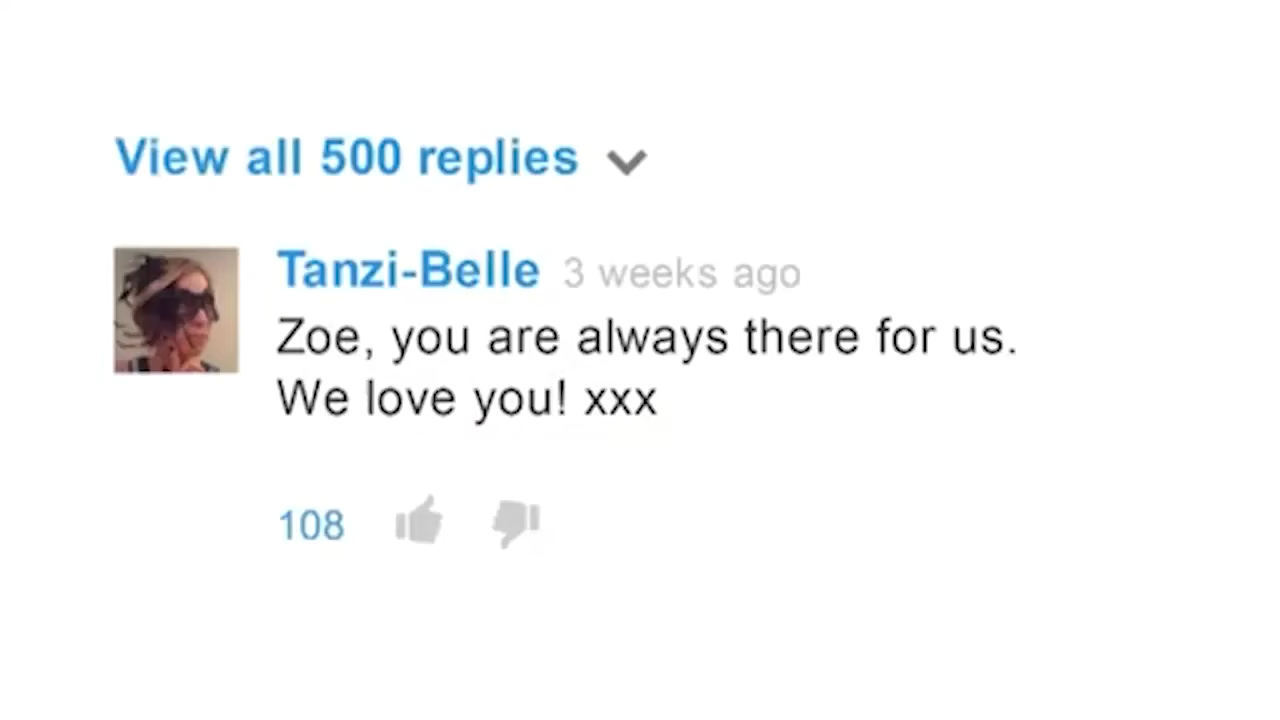 View all 500 replies
Tanzi-Belle 3 weeks ago
Zoe, you are always there for us.
We love you! xxx
108